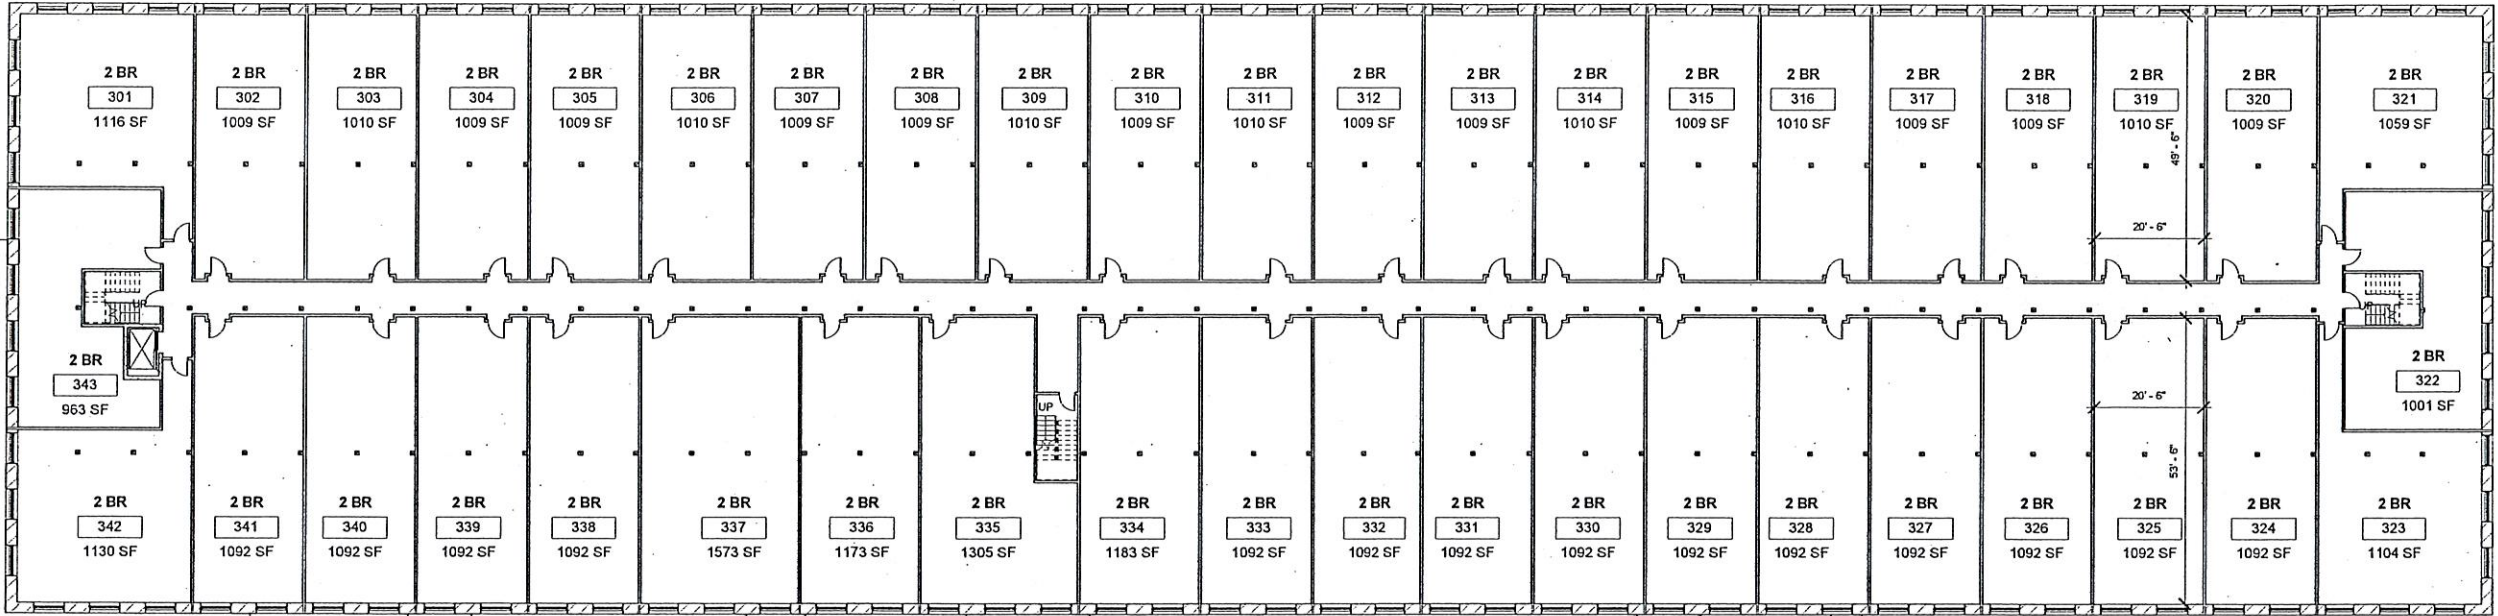 2 BR
301
1116 SF
2 BR
302
1009 SF
2 BR
303
1010 SF
2 BR
304
1009 SF
2 BR
305
1009 SF
2 BR
306
1010 SF
2 BR
307
1009 SF
2 BR
308
1009 SF
2 BR
309
1010 SF
2 BR
310
1009 SF
2 BR
311
1010 SF
2 BR
312
1009 SF
2 BR
313
1009 SF
2 BR
314
1010 SF
2 BR
315
1009 SF
2 BR
316
1010 SF
2 BR
317
1009 SF
2 BR
318
1009 SF
2 BR
319
1010 SF
2 BR
320
1009 SF
2 BR
321
1059 SF
49' - 6"
20' - 6"
UP
UP
2 BR
343
963 SF
UP
20' - 6"
53' - 6"
2 BR
322
1001 SF
2 BR
342
1130 SF
2 BR
341
1092 SF
2 BR
340
1092 SF
2 BR
339
1092 SF
2 BR
338
1092 SF
2 BR
337
1573 SF
2 BR
336
1173 SF
2 BR
335
1305 SF
2 BR
334
1183 SF
2 BR
333
1092 SF
2 BR
332
1092 SF
2 BR
331
1092 SF
2 BR
330
1092 SF
2 BR
329
1092 SF
2 BR
328
1092 SF
2 BR
327
1092 SF
2 BR
326
1092 SF
2 BR
325
1092 SF
2 BR
324
1092 SF
2 BR
323
1104 SF